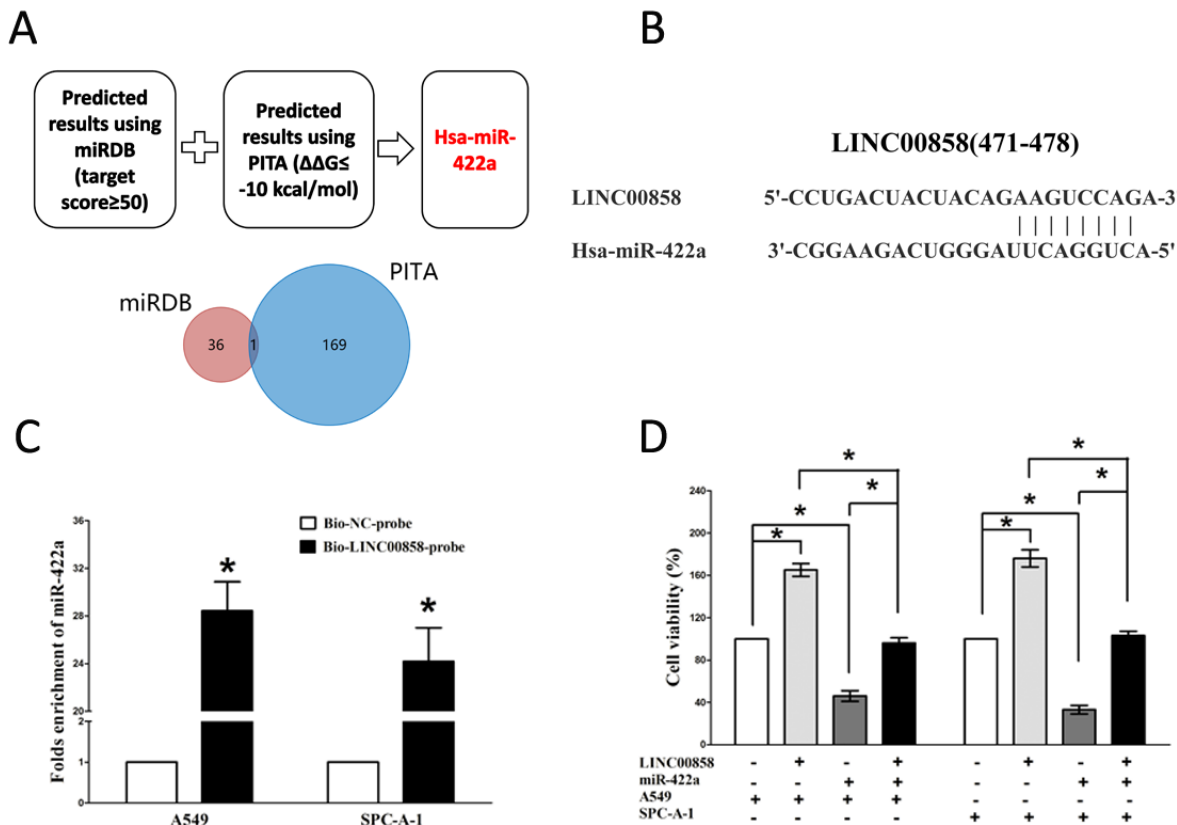 A
Predicted
results using
miRDB
(target
score≥50)
Predicted
results using
PITA (ΔΔG≤
-10 kcal/mol)
Hsa-miR-
422a
miRDB
PITA
36
1
169
B
LINC00858(471-478)
LINC00858 5'-CCUGACUACUACAGAAGUCCAGA-3'
Hsa-miR-422a 3'-CGGAAGACUGGGAUUCAGGUCA-5'
C
Folds enrichment of miR-422a
36
32
28
24
20
2
1
0
Bio-NC-probe
Bio-LINC00858-probe
*
*
A549 SPC-A-1
D
Cell viability (%)
240
200
160
120
80
40
0
* * * *
* * * *
LINC00858 - + - + - + - +
miR-422a - - + + - - + +
A549 + + + + - - - -
SPC-A-1 - - - - + + + +